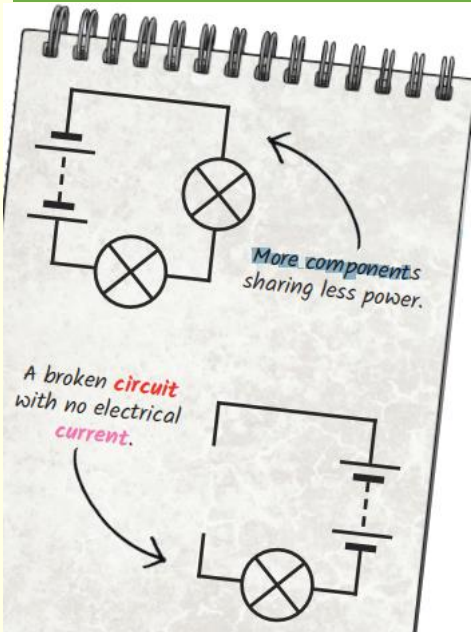 More components
sharing less power.
A broken circuit
with no electrical
current.